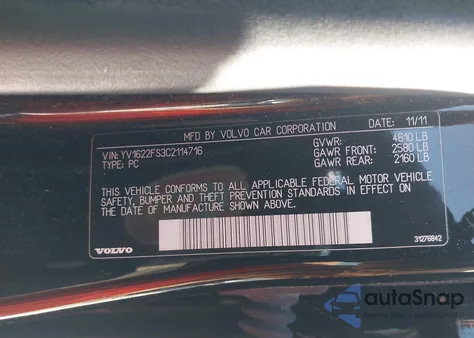 MFD BY VOLVO CAR CORPORATION DATE: 11/11
VIN: YV1622FS3C2114716 GVWR: 4610 LB
TYPE: PC GAWR FRONT: 2580 LB
GAWR REAR: 2160 LB
THIS VEHICLE CONFORMS TO ALL APPLICABLE FEDERAL MOTOR VEHICLE
SAFETY, BUMPER AND THEFT PREVENTION STANDARDS IN EFFECT ON
THE DATE OF MANUFACTURE SHOWN ABOVE.
VOLVO 31276842
autoSnap